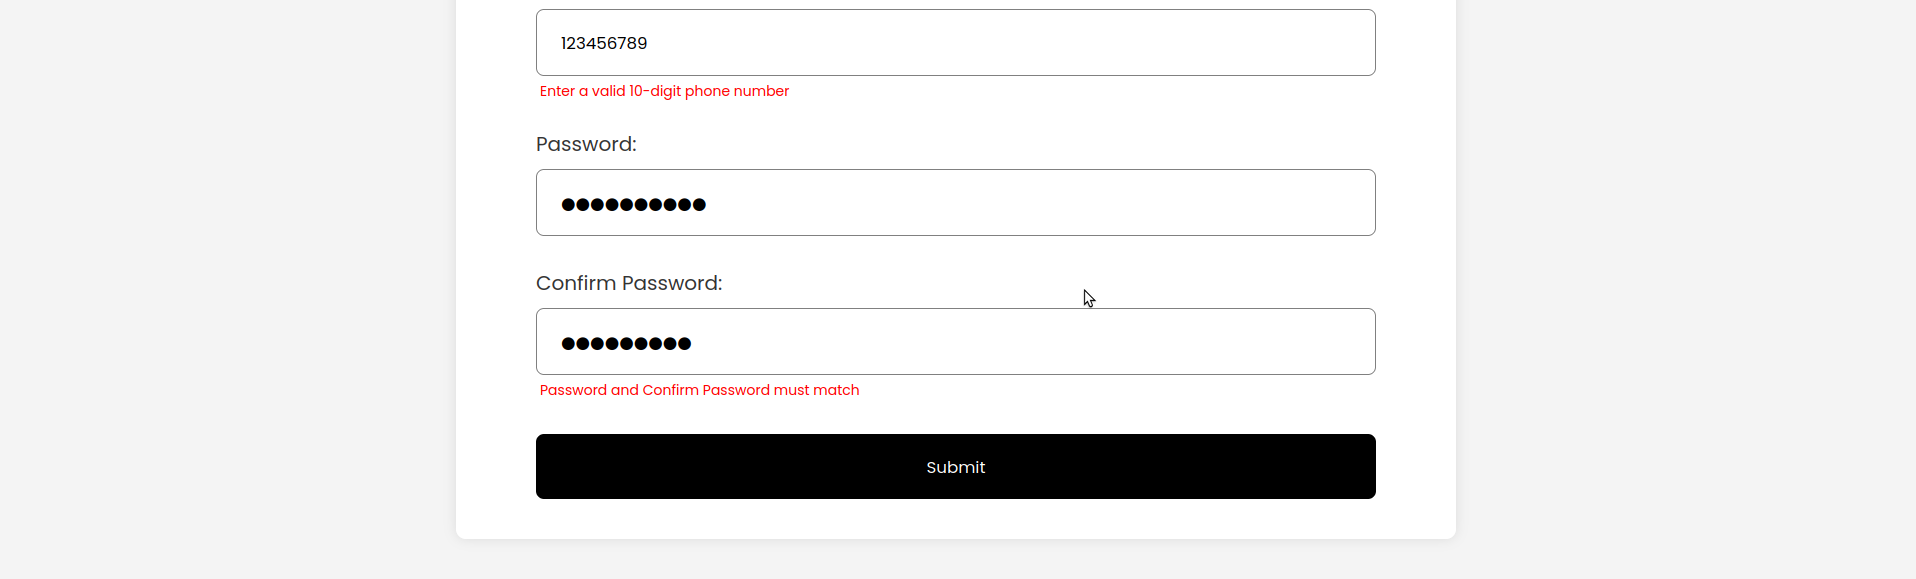 123456789
Enter a valid 10-digit phone number
Password:
●●●●●●●●●●
Confirm Password:
●●●●●●●●●
Password and Confirm Password must match
Submit